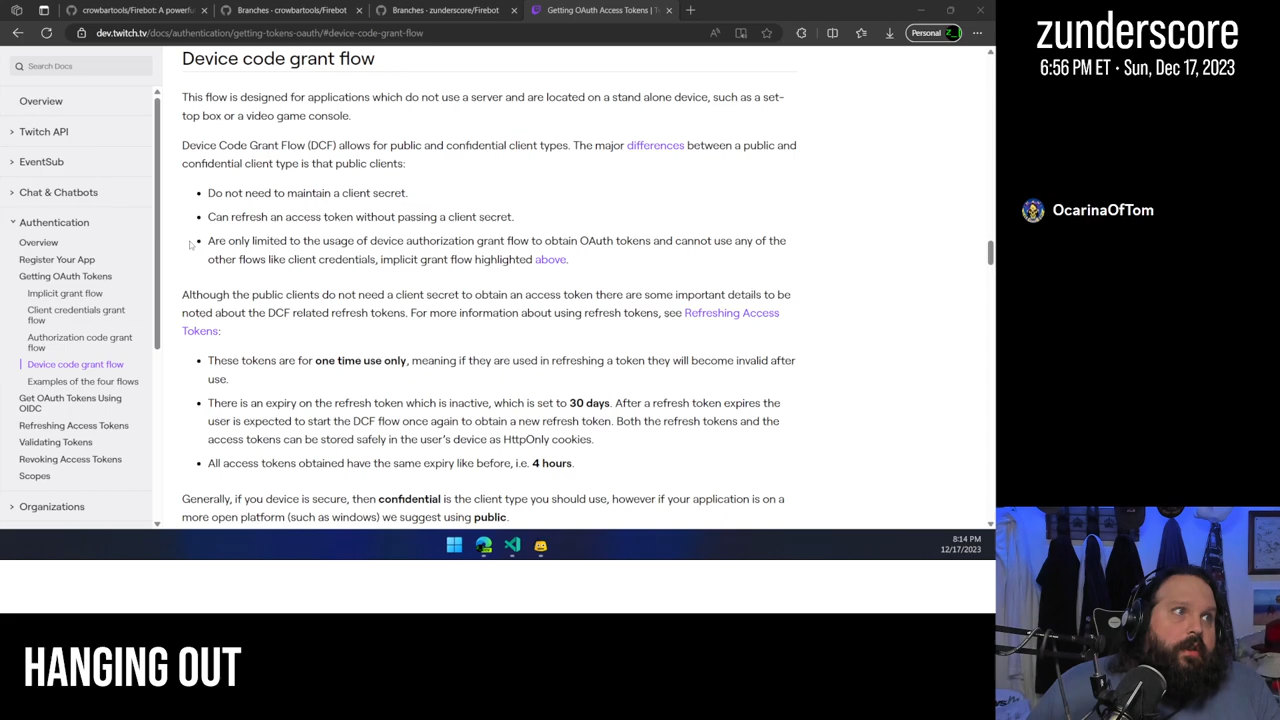 crowbartools/Firebot: A powerf
Branches - crowbartools/Firebot
Branches - zunderscore/Firebot
Getting OAuth Access Tokens | T
dev.twitch.tv/docs/authentication/getting-tokens-oauth/#device-code-grant-flow
Personal
zunderscore
6:56 PM ET • Sun, Dec 17, 2023
OcarinaOfTom
Search Docs
Overview
Twitch API
EventSub
Chat & Chatbots
Authentication
Overview
Register Your App
Getting OAuth Tokens
Implicit grant flow
Client credentials grant
flow
Authorization code grant
flow
Device code grant flow
Examples of the four flows
Get OAuth Tokens Using
OIDC
Refreshing Access Tokens
Validating Tokens
Revoking Access Tokens
Scopes
Organizations
Device code grant flow
This flow is designed for applications which do not use a server and are located on a stand alone device, such as a set-
top box or a video game console.
Device Code Grant Flow (DCF) allows for public and confidential client types. The major differences between a public and
confidential client type is that public clients:
• Do not need to maintain a client secret.
• Can refresh an access token without passing a client secret.
• Are only limited to the usage of device authorization grant flow to obtain OAuth tokens and cannot use any of the
other flows like client credentials, implicit grant flow highlighted above.
Although the public clients do not need a client secret to obtain an access token there are some important details to be
noted about the DCF related refresh tokens. For more information about using refresh tokens, see Refreshing Access
Tokens:
• These tokens are for one time use only, meaning if they are used in refreshing a token they will become invalid after
use.
• There is an expiry on the refresh token which is inactive, which is set to 30 days. After a refresh token expires the
user is expected to start the DCF flow once again to obtain a new refresh token. Both the refresh tokens and the
access tokens can be stored safely in the user's device as HttpOnly cookies.
• All access tokens obtained have the same expiry like before, i.e. 4 hours.
Generally, if you device is secure, then confidential is the client type you should use, however if your application is on a
more open platform (such as windows) we suggest using public.
8:14 PM
12/17/2023
HANGING OUT